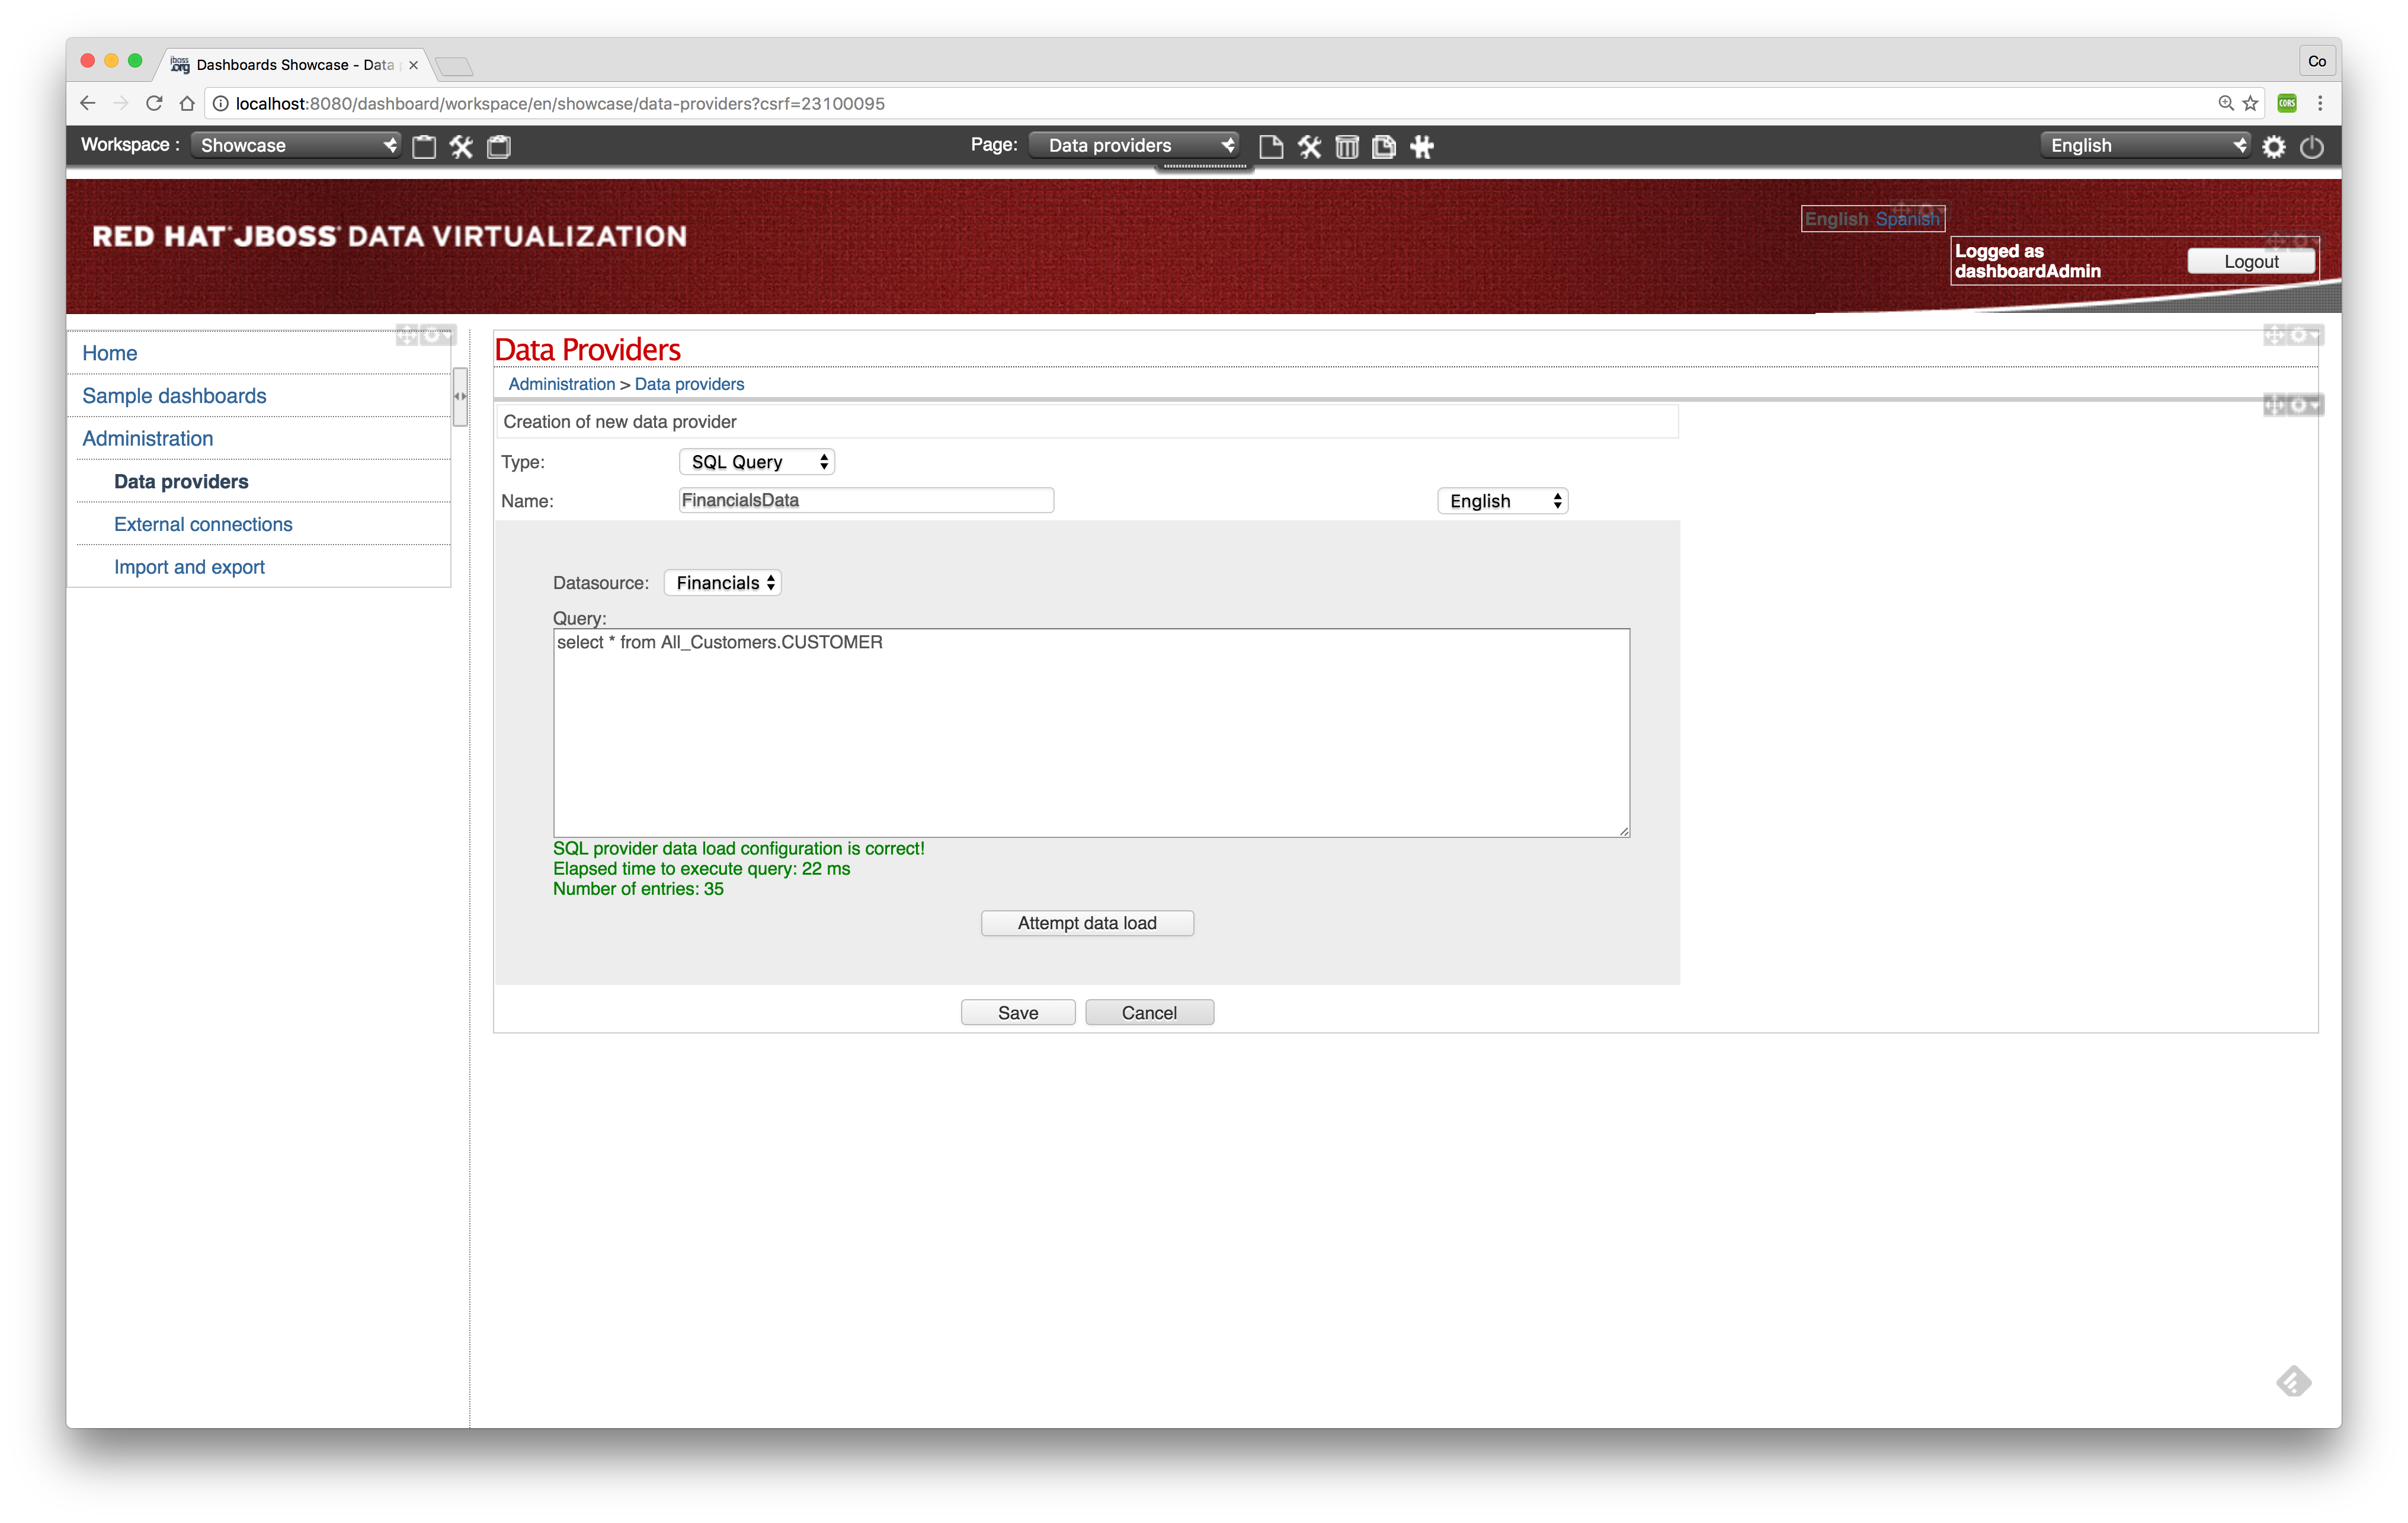 Dashboards Showcase - Data
Co
localhost:8080/dashboard/workspace/en/showcase/data-providers?csrf=23100095
CORS
Workspace : Showcase
Page: Data providers
English
RED HAT JBOSS DATA VIRTUALIZATION
English Spanish
Logged as
dashboardAdmin
Logout
Home
Sample dashboards
Administration
Data providers
External connections
Import and export
Data Providers
Administration > Data providers
Creation of new data provider
Type: SQL Query
Name: FinancialsData English
Datasource: Financials
Query:
select * from All_Customers.CUSTOMER
SQL provider data load configuration is correct!
Elapsed time to execute query: 22 ms
Number of entries: 35
Attempt data load
Save Cancel